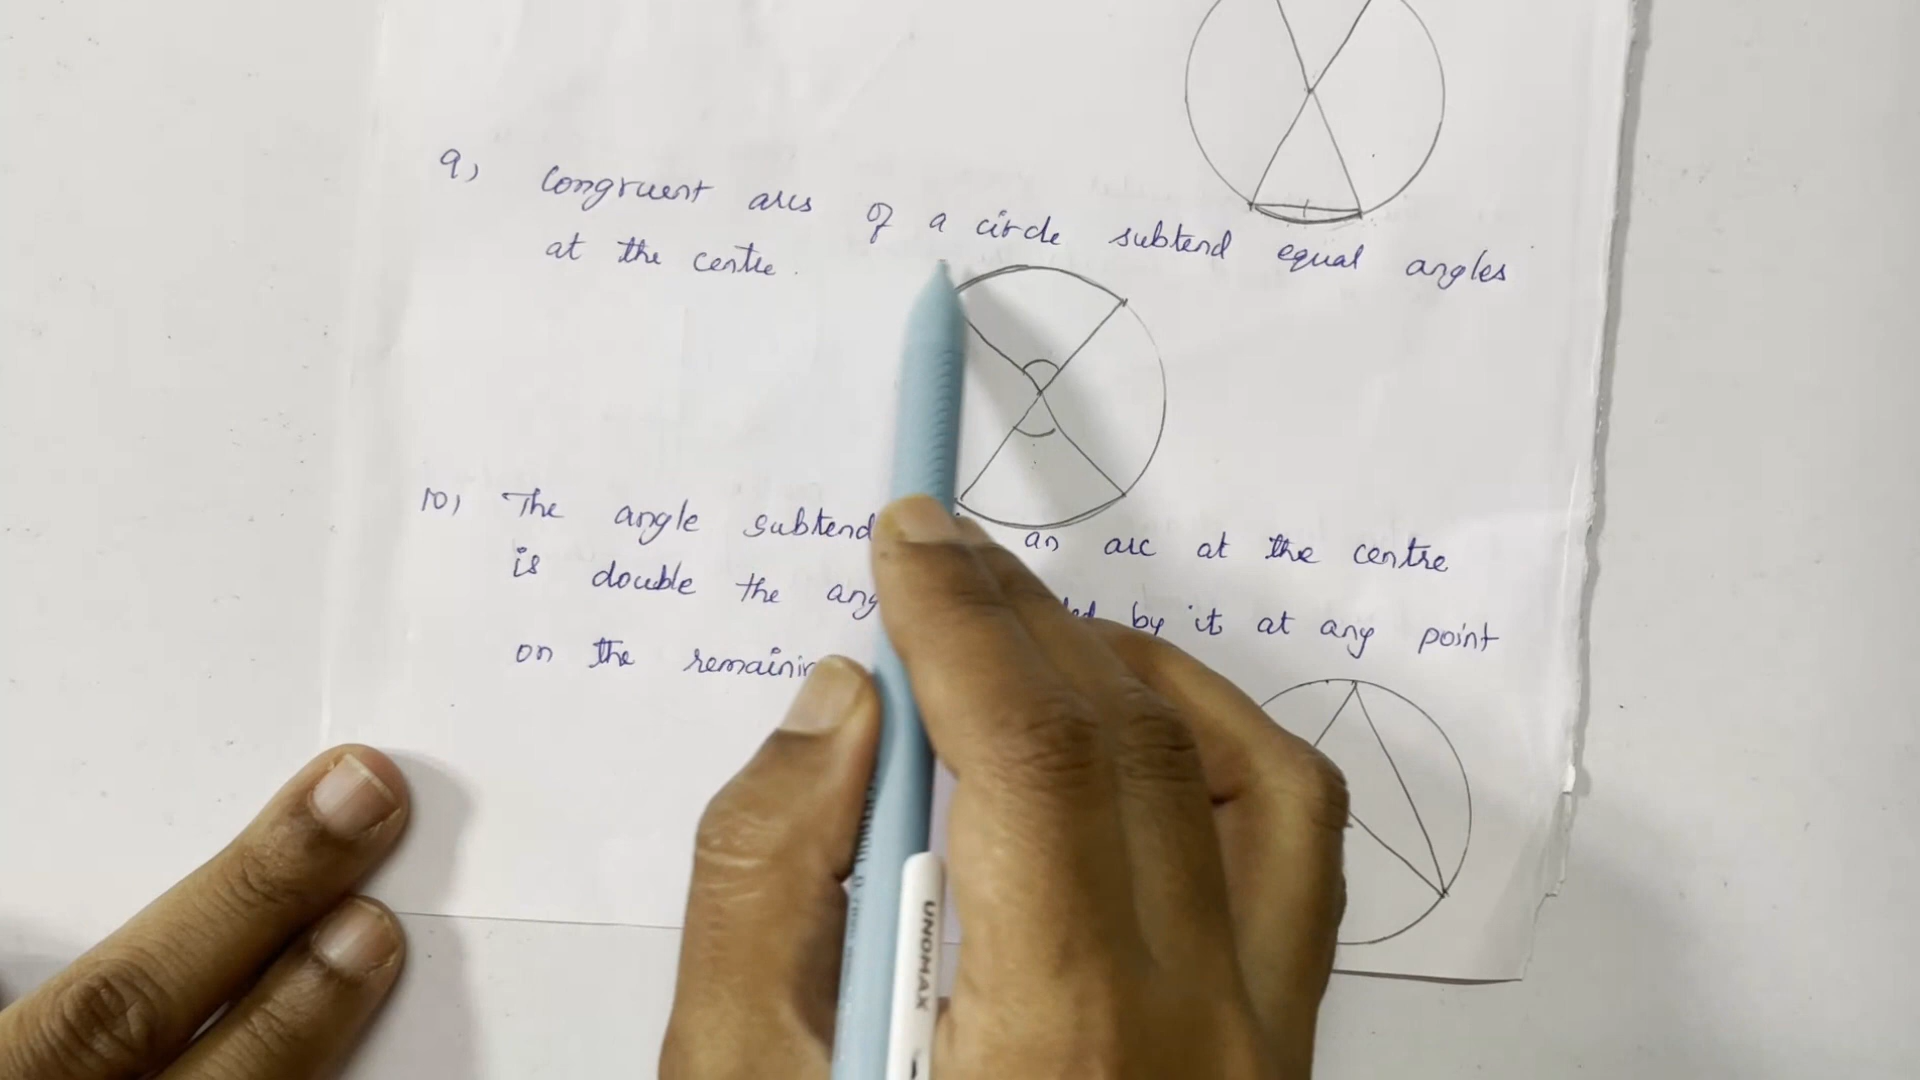 9) Congruent arcs of a circle subtend equal angles
at the centre.
10) The angle subtend an arc at the centre
is double the ang by it at any point
on the remainin
UNOMAX